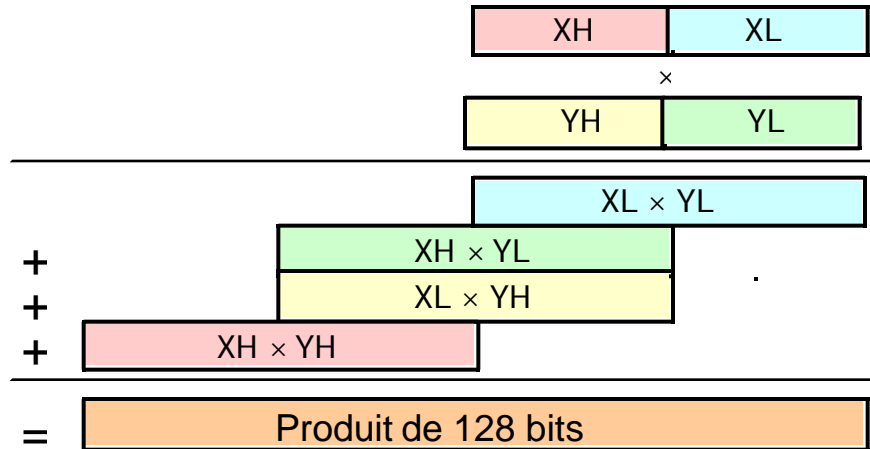 XH XL
×
YH YL
XL × YL
+ XH × YL
+ XL × YH
+ XH × YH
= Produit de 128 bits